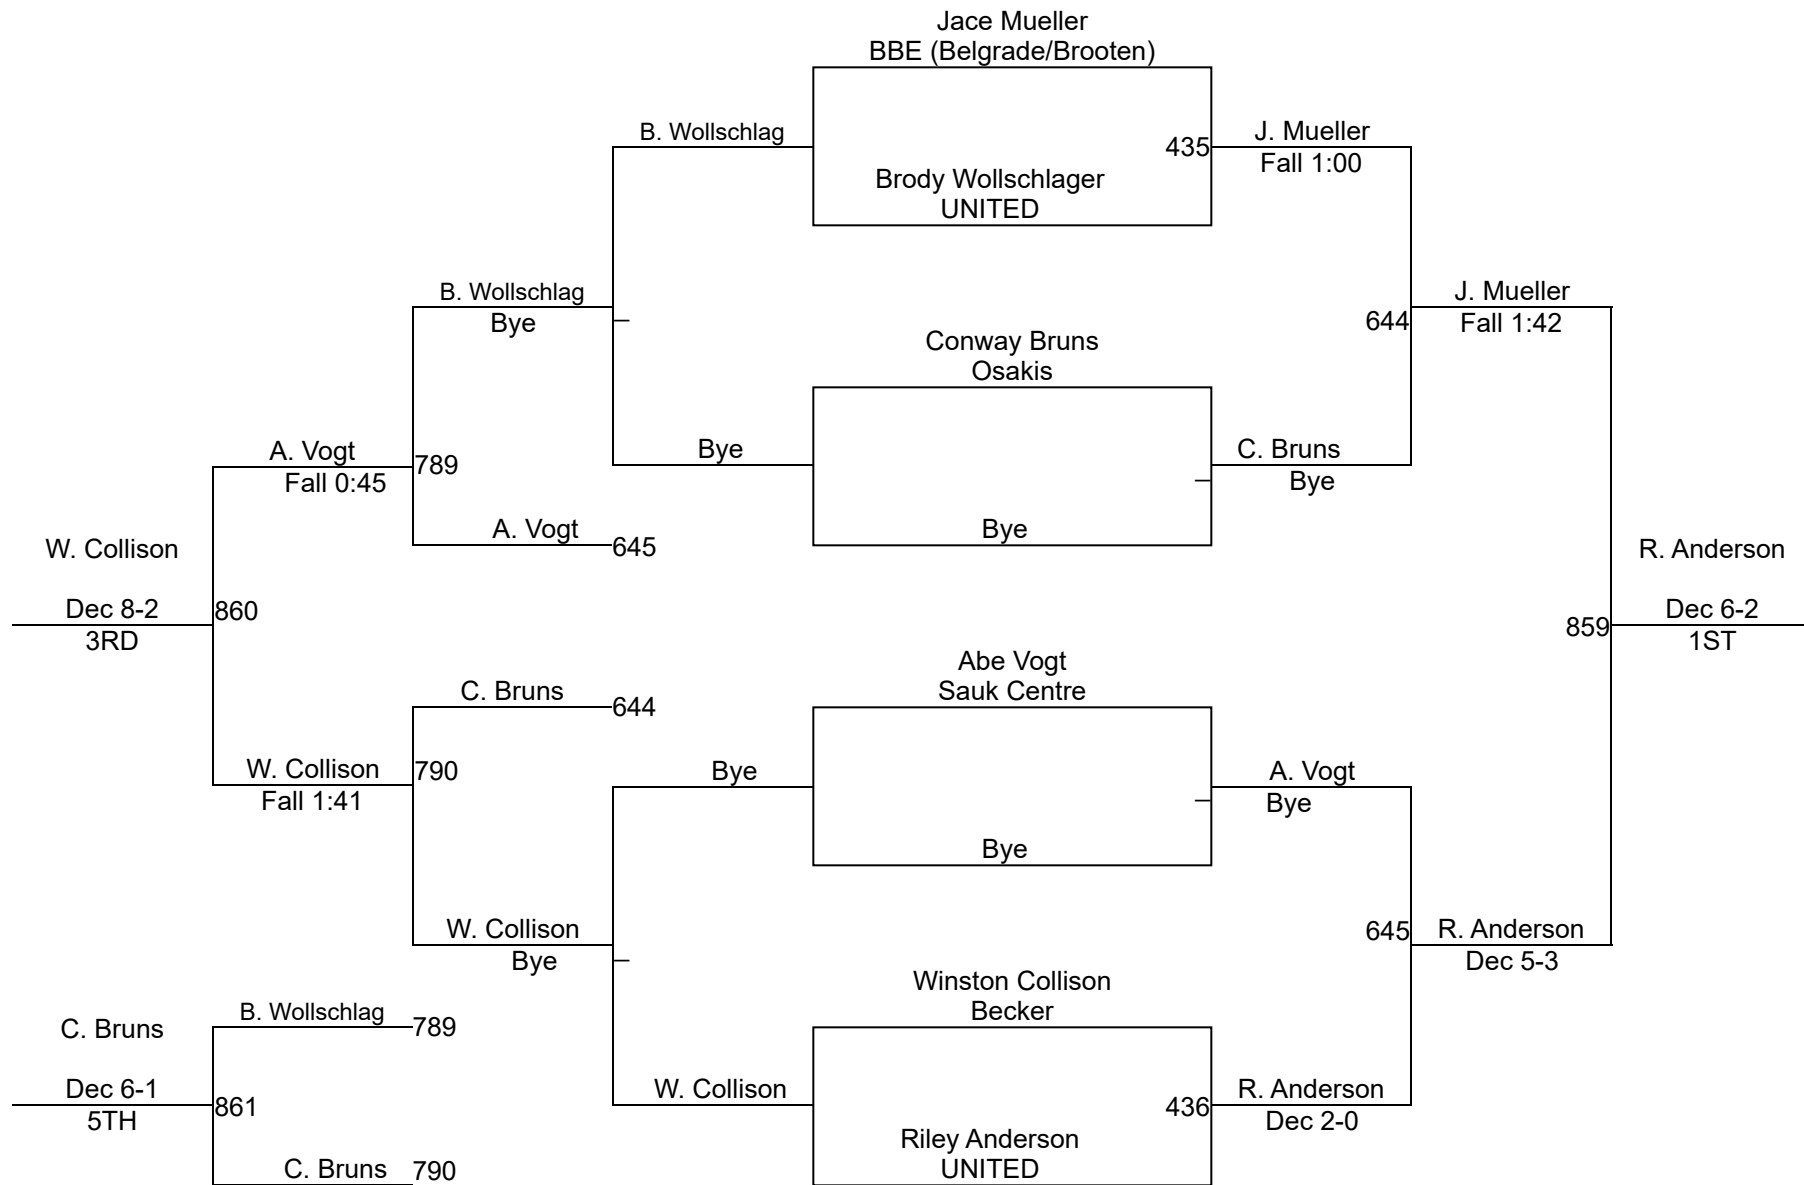 Jace Mueller
BBE (Belgrade/Brooten)
B. Wollschlag
435
J. Mueller
Fall 1:00
Brody Wollschlager
UNITED
B. Wollschlag
Bye
J. Mueller
Fall 1:42
644
Conway Bruns
Osakis
A. Vogt
Fall 0:45
789
Bye
C. Bruns
Bye
A. Vogt
645
Bye
W. Collison
Dec 8-2
3RD
860
R. Anderson
Dec 6-2
1ST
859
Abe Vogt
Sauk Centre
C. Bruns
644
W. Collison
Fall 1:41
790
Bye
A. Vogt
Bye
Bye
W. Collison
Bye
645
R. Anderson
Dec 5-3
Winston Collison
Becker
C. Bruns
B. Wollschlag
789
Dec 6-1
5TH
861
W. Collison
436
R. Anderson
Dec 2-0
Riley Anderson
UNITED
C. Bruns
790